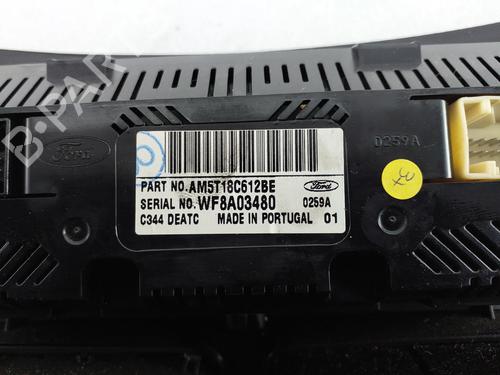 B-PARTS
Ford
0259A
PART NO. AM5T18C612BE
SERIAL NO. WF8A03480
Ford
0259A
C344 DEATC MADE IN PORTUGAL 01